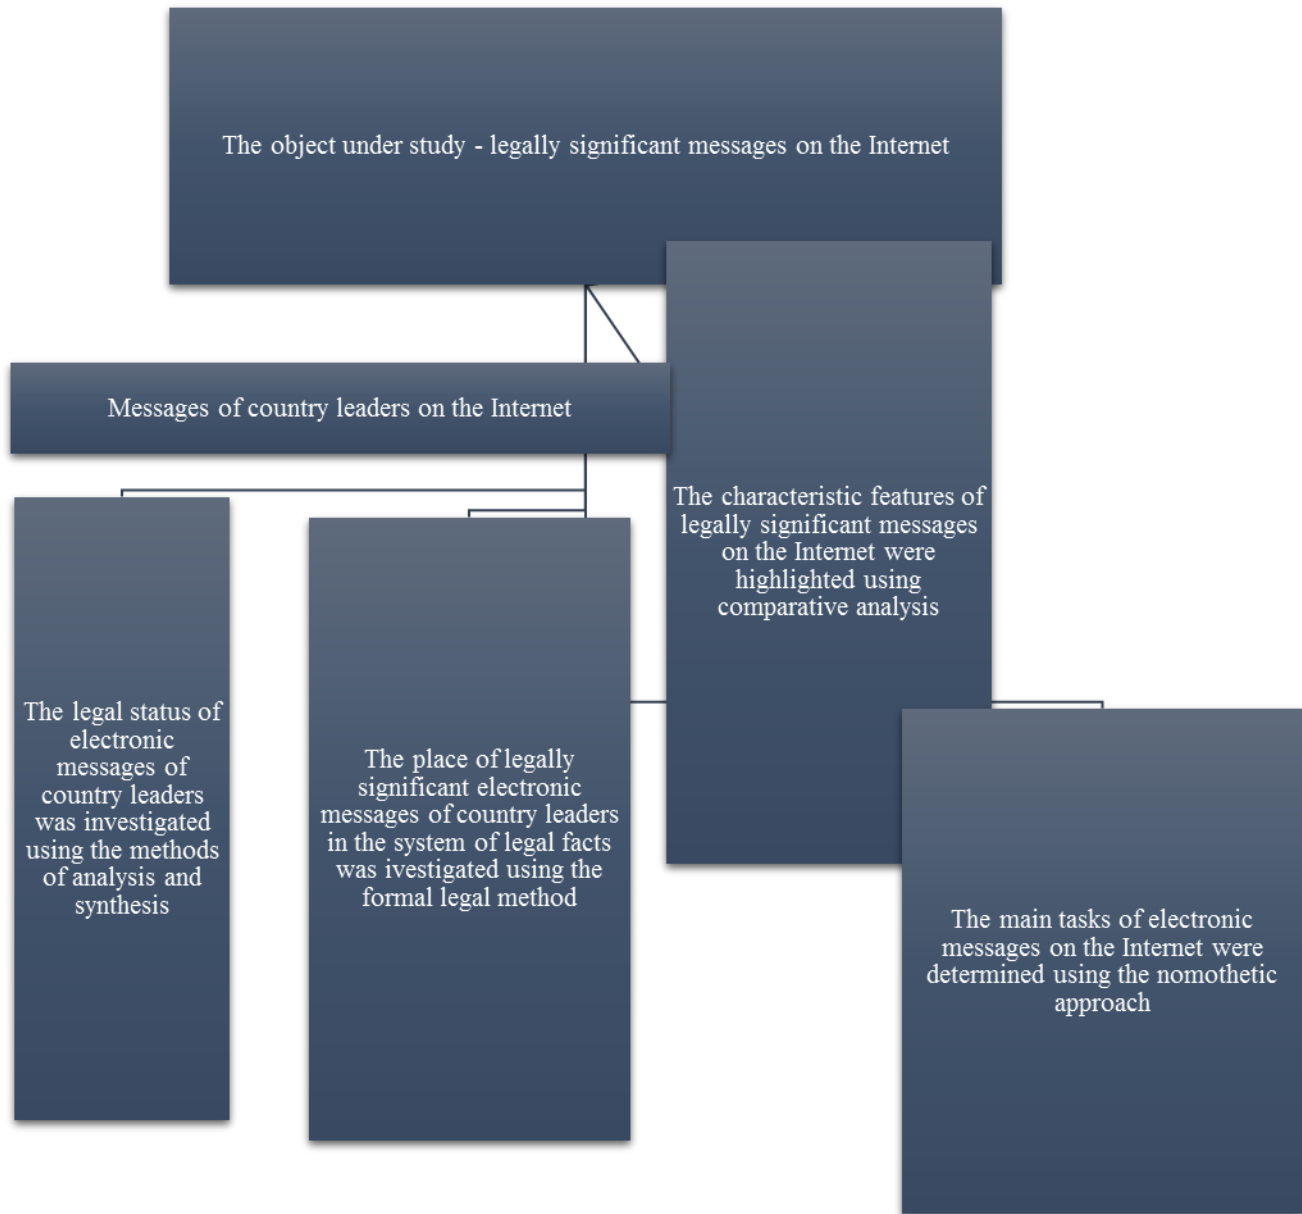 The object under study - legally significant messages on the Internet
Messages of country leaders on the Internet
The characteristic features of
legally significant messages
on the Internet were
highlighted using
comparative analysis
The legal status of
electronic
messages of
country leaders
was investigated
using the methods
of analysis and
synthesis
The place of legally
significant electronic
messages of country leaders
in the system of legal facts
was ivestigated using the
formal legal method
The main tasks of electronic
messages on the Internet were
determined using the nomothetic
approach